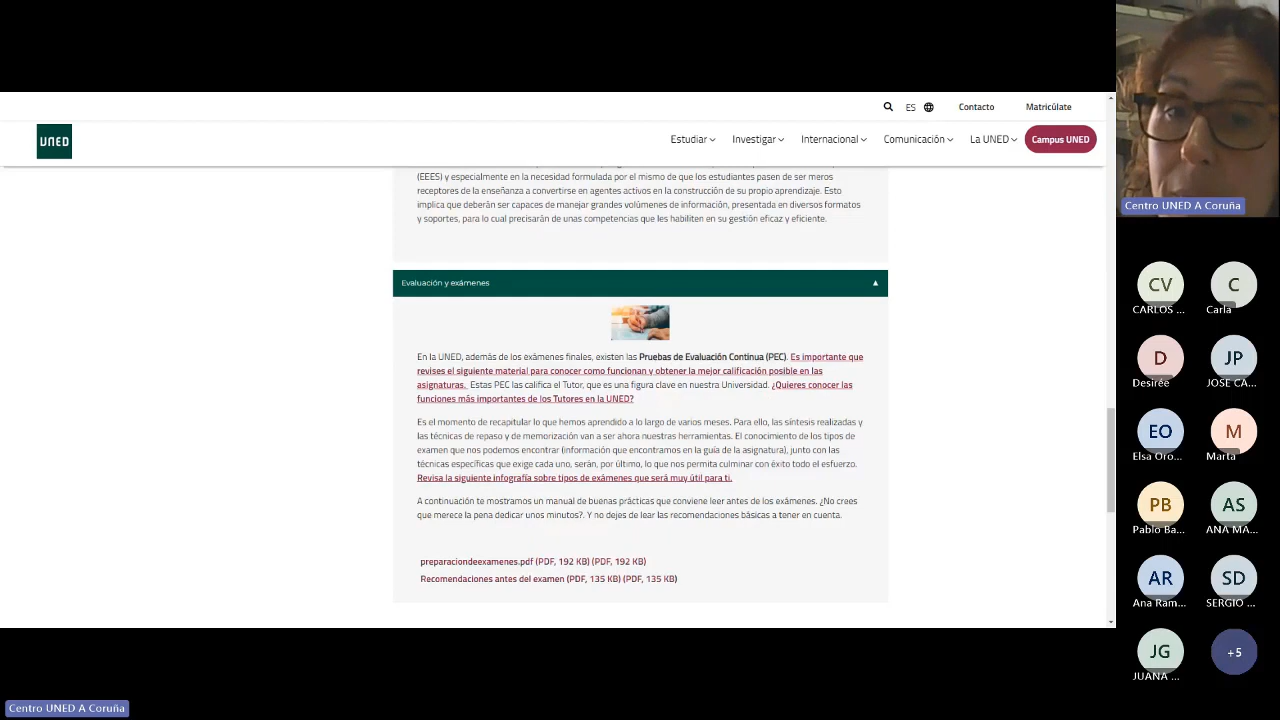 ES
Contacto
Matricúlate
UNED
Estudiar
Investigar
Internacional
Comunicación
La UNED
Campus UNED
(EEES) y especialmente en la necesidad formulada por el mismo de que los estudiantes pasen de ser meros
receptores de la enseñanza a convertirse en agentes activos en la construcción de su propio aprendizaje. Esto
implica que deberán ser capaces de manejar grandes volúmenes de información, presentada en diversos formatos
y soportes, para lo cual precisarán de unas competencias que les habiliten en su gestión eficaz y eficiente.
Evaluación y exámenes
En la UNED, además de los exámenes finales, existen las Pruebas de Evaluación Continua (PEC). Es importante que
revises el siguiente material para conocer como funcionan y obtener la mejor calificación posible en las
asignaturas. Estas PEC las califica el Tutor, que es una figura clave en nuestra Universidad. ¿Quieres conocer las
funciones más importantes de los Tutores en la UNED?
Es el momento de recapitular lo que hemos aprendido a lo largo de varios meses. Para ello, las síntesis realizadas y
las técnicas de repaso y de memorización van a ser ahora nuestras herramientas. El conocimiento de los tipos de
examen que nos podemos encontrar (información que encontramos en la guía de la asignatura), junto con las
técnicas específicas que exige cada uno, serán, por último, lo que nos permita culminar con éxito todo el esfuerzo.
Revisa la siguiente infografía sobre tipos de exámenes que será muy útil para ti.
A continuación te mostramos un manual de buenas prácticas que conviene leer antes de los exámenes. ¿No crees
que merece la pena dedicar unos minutos?. Y no dejes de lear las recomendaciones básicas a tener en cuenta.
preparaciondeexamenes.pdf (PDF, 192 KB) (PDF, 192 KB)
Recomendaciones antes del examen (PDF, 135 KB) (PDF, 135 KB)
Centro UNED A Coruña
CV
CARLOS ...
C
Carla
D
Desirée
JP
JOSE CA...
EO
Elsa Oro...
M
Marta
PB
Pablo Ba...
AS
ANA MA...
AR
Ana Ram...
SD
SERGIO ...
JG
JUANA ...
+5
Centro UNED A Coruña